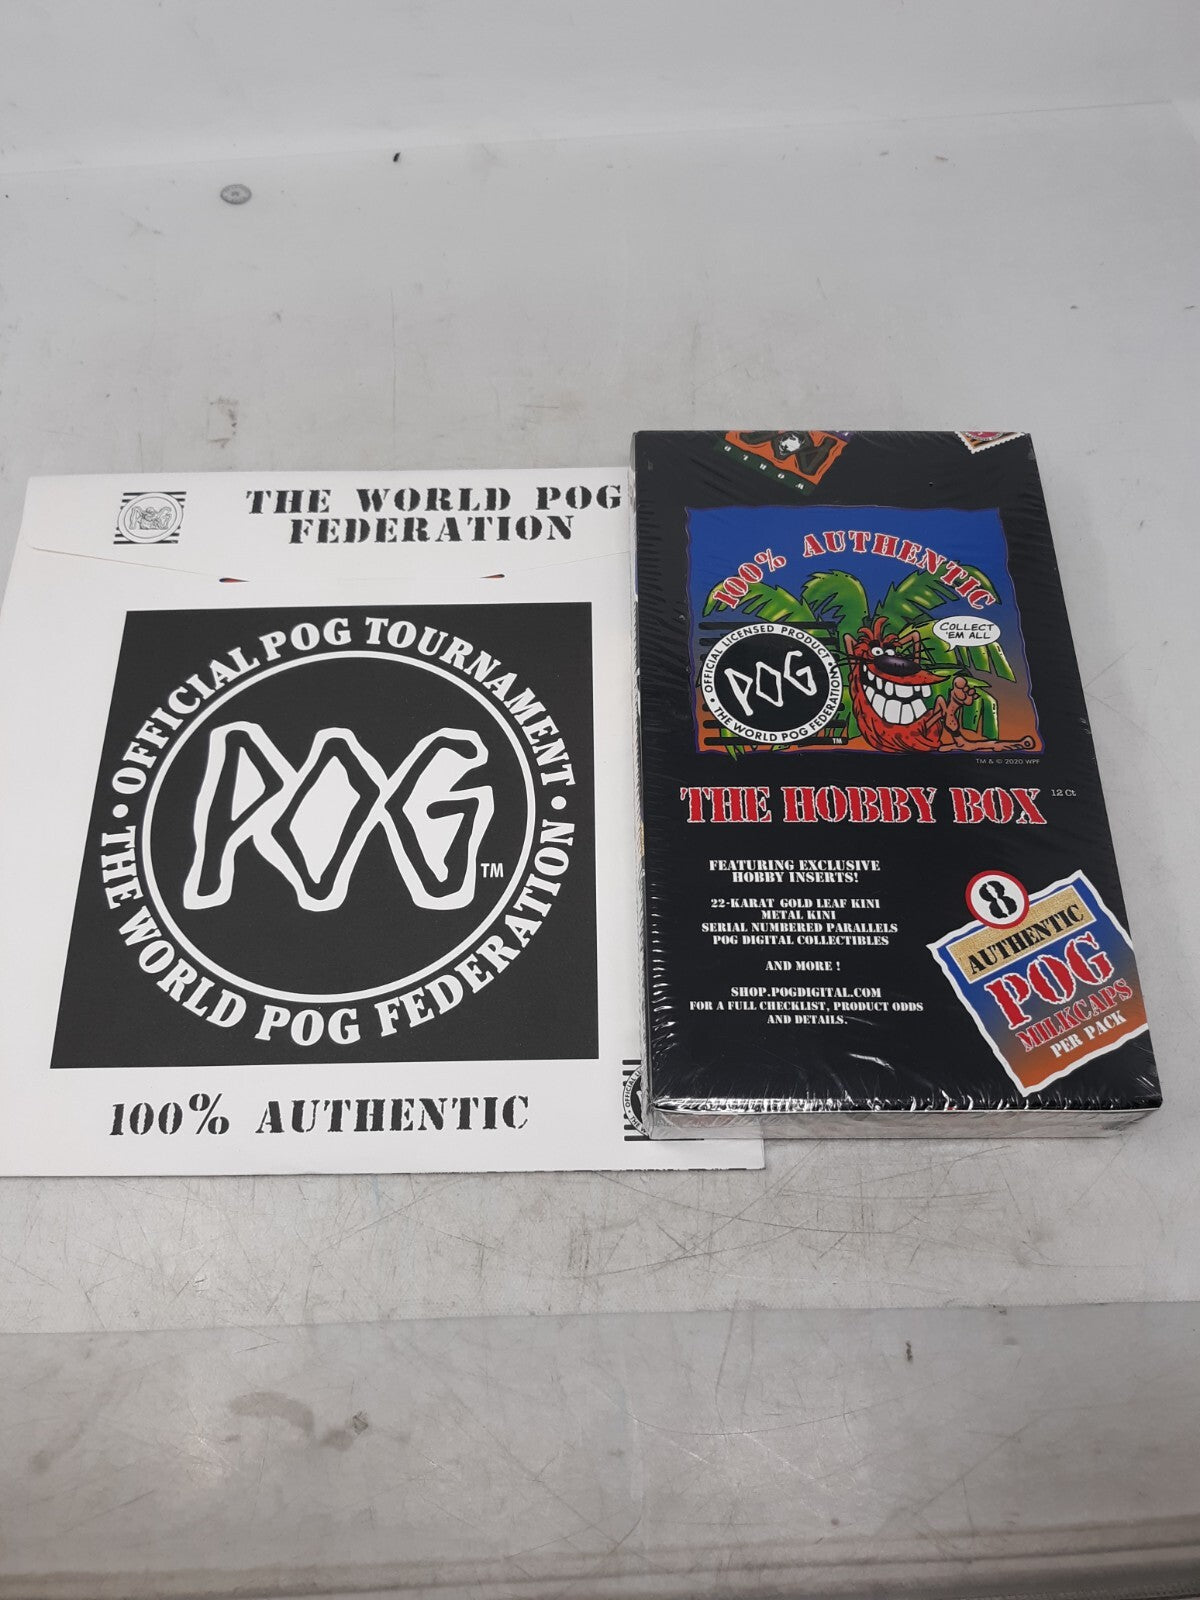 THE WORLD POG
FEDERATION
OFFICIAL POG TOURNAMENT
POG
TM
• THE WORLD POG FEDERATION •
100% AUTHENTIC
100% AUTHENTIC
COLLECT
'EM ALL
OFFICIAL LICENSED PRODUCT
POG
• THE WORLD POG FEDERATION •
TM
TM & © 2020 WPF
THE HOBBY BOX 12 Ct
FEATURING EXCLUSIVE
HOBBY INSERTS!
22-KARAT GOLD LEAF KINI
METAL KINI
SERIAL NUMBERED PARALLELS
POG DIGITAL COLLECTIBLES
AND MORE !
SHOP.POGDIGITAL.COM
FOR A FULL CHECKLIST, PRODUCT ODDS
AND DETAILS.
8
AUTHENTIC
POG
MILKCAPS
PER PACK
WORLD